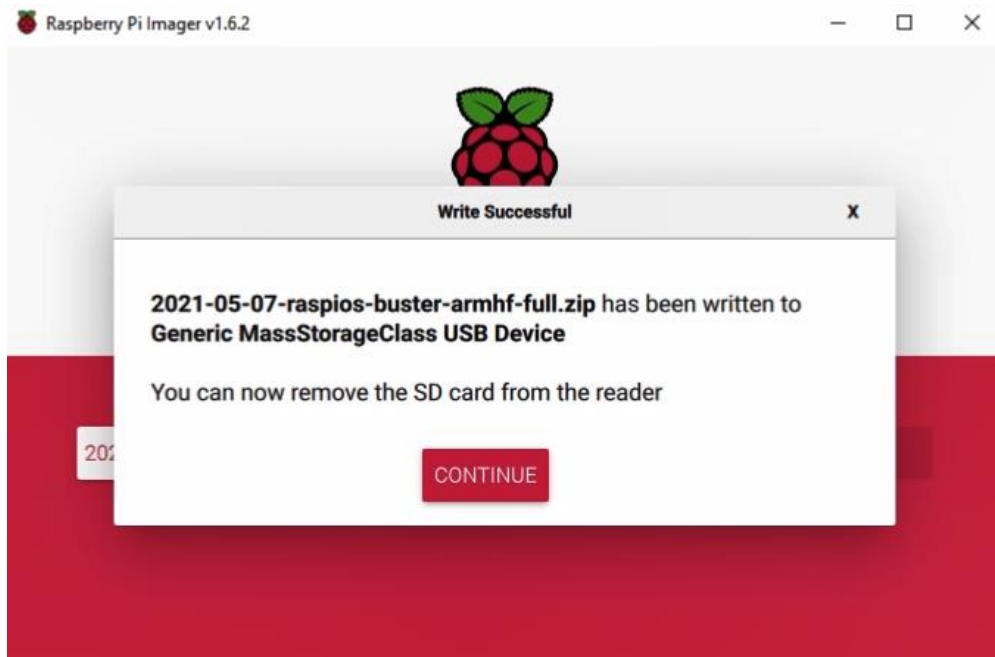 Raspberry Pi Imager v1.6.2
Write Successful
X
2021-05-07-raspios-buster-armhf-full.zip has been written to
Generic MassStorageClass USB Device
You can now remove the SD card from the reader
202
CONTINUE